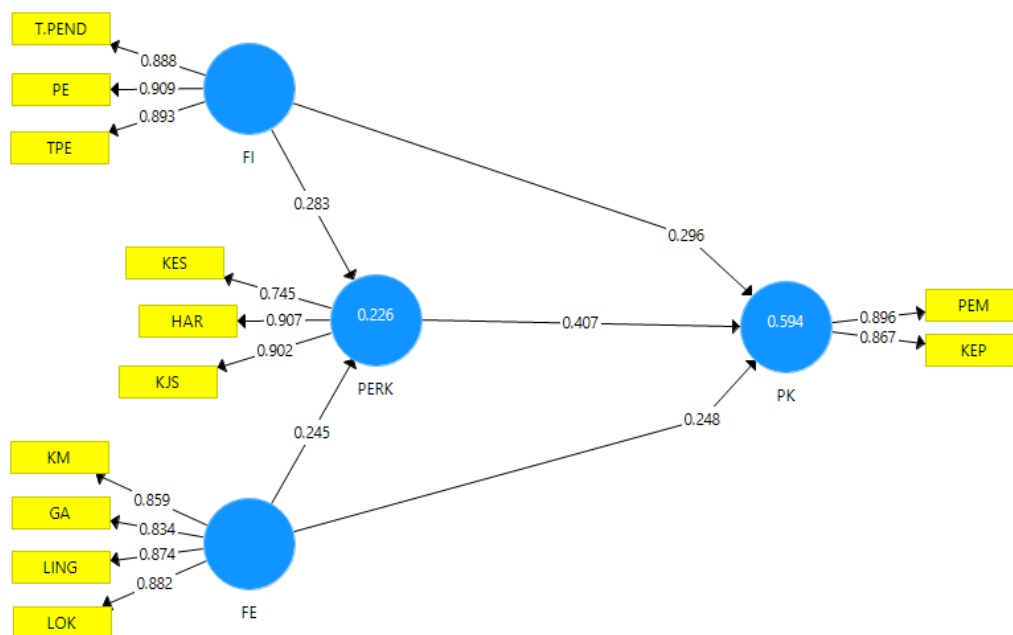 T.PEND
0.888
PE
0.909
0.893
TPE
FI
0.283
0.296
KES
0.745
HAR
0.907
0.226
0.902
KJS
PERK
0.407
0.594
PK
0.896
PEM
0.867
KEP
0.245
0.248
KM
0.859
GA
0.834
LING
0.874
0.882
LOK
FE